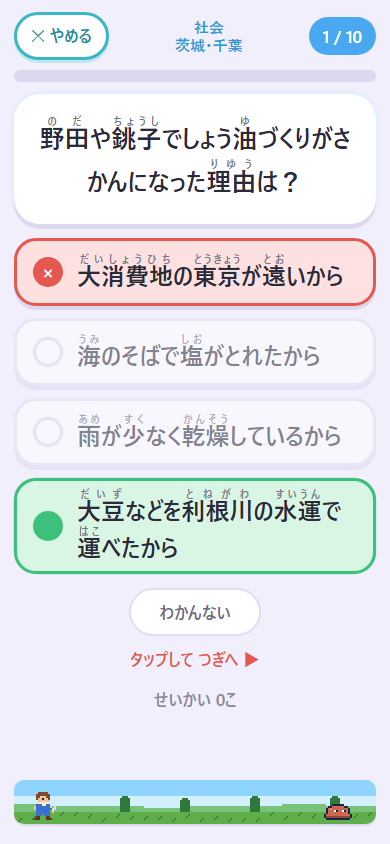 × やめる
社会
茨城・千葉
1 / 10
野田や銚子でしょう油づくりがさ
かんになった理由は？
大消費地の東京が遠いから
海のそばで塩がとれたから
雨が少なく乾燥しているから
大豆などを利根川の水運で
運べたから
わかんない
タップして つぎへ ▶
せいかい 0こ